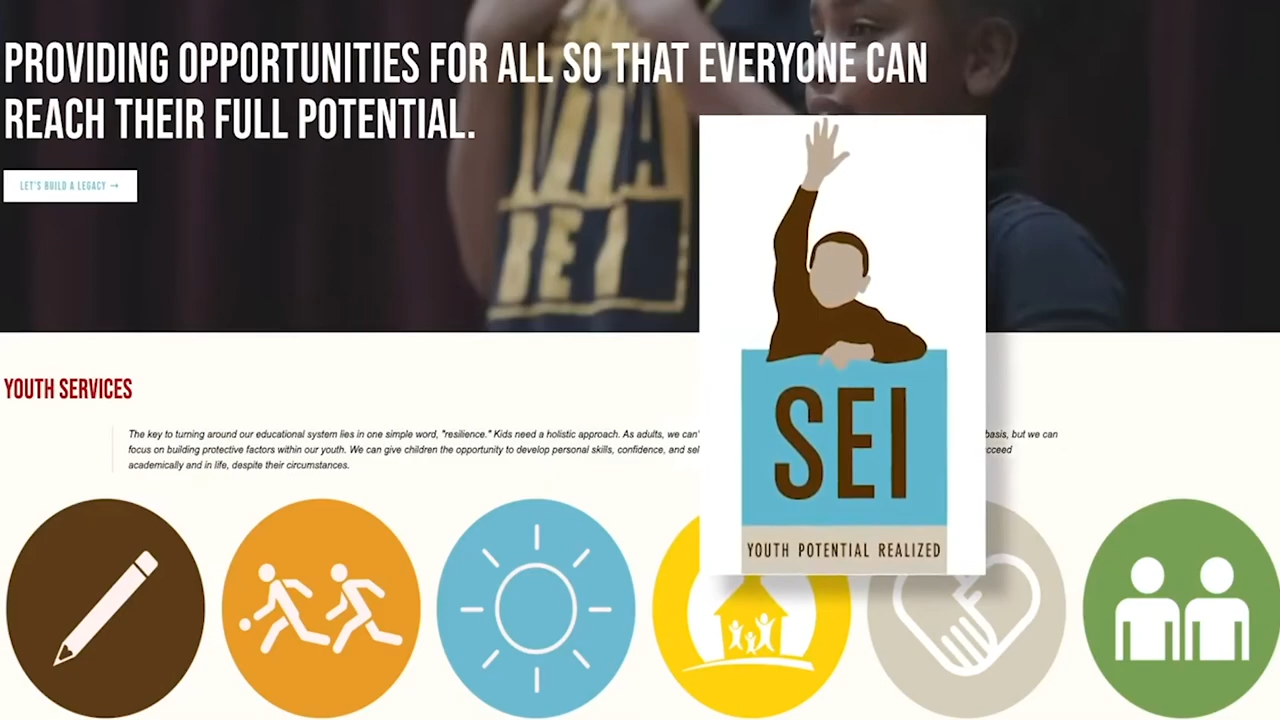 PROVIDING OPPORTUNITIES FOR ALL SO THAT EVERYONE CAN
REACH THEIR FULL POTENTIAL.
LET'S BUILD A LEGACY →
SEI
YOUTH POTENTIAL REALIZED
YOUTH SERVICES
The key to turning around our educational system lies in one simple word, "resilience." Kids need a holistic approach. As adults, we can' basis, but we can
focus on building protective factors within our youth. We can give children the opportunity to develop personal skills, confidence, and sel
academically and in life, despite their circumstances.